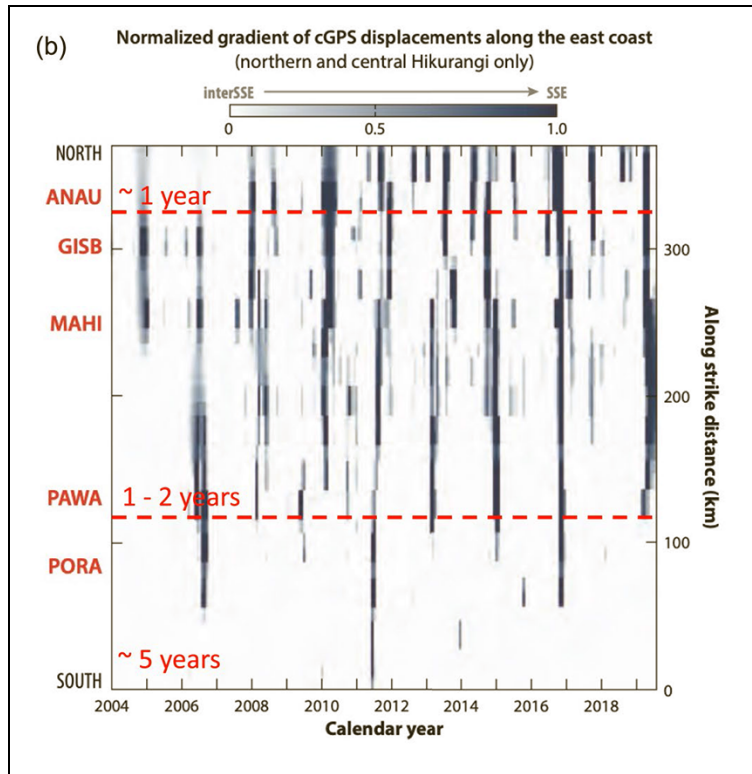 (b)
Normalized gradient of cGPS displacements along the east coast
(northern and central Hikurangi only)
interSSE SSE
0 0.5 1.0
NORTH
ANAU ~ 1 year
GISB 300
MAHI
200
PAWA 1 - 2 years
100
PORA
~ 5 years
SOUTH 0
Along strike distance (km)
2004 2006 2008 2010 2012 2014 2016 2018
Calendar year